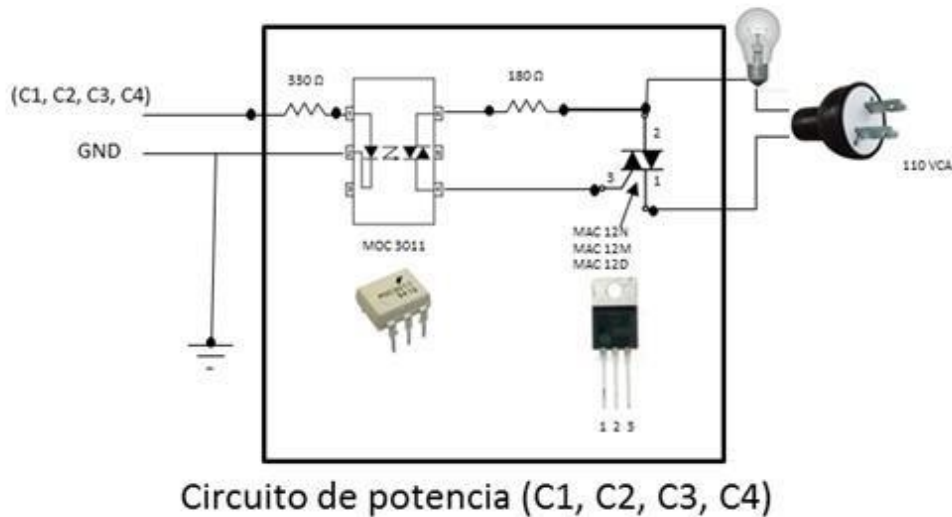 330 Ω
180 Ω
(C1, C2, C3, C4)
GND
110 VCA
2
3
1
MAC 12N
MAC 12M
MAC 12D
MOC 3011
1 2 3
Circuito de potencia (C1, C2, C3, C4)